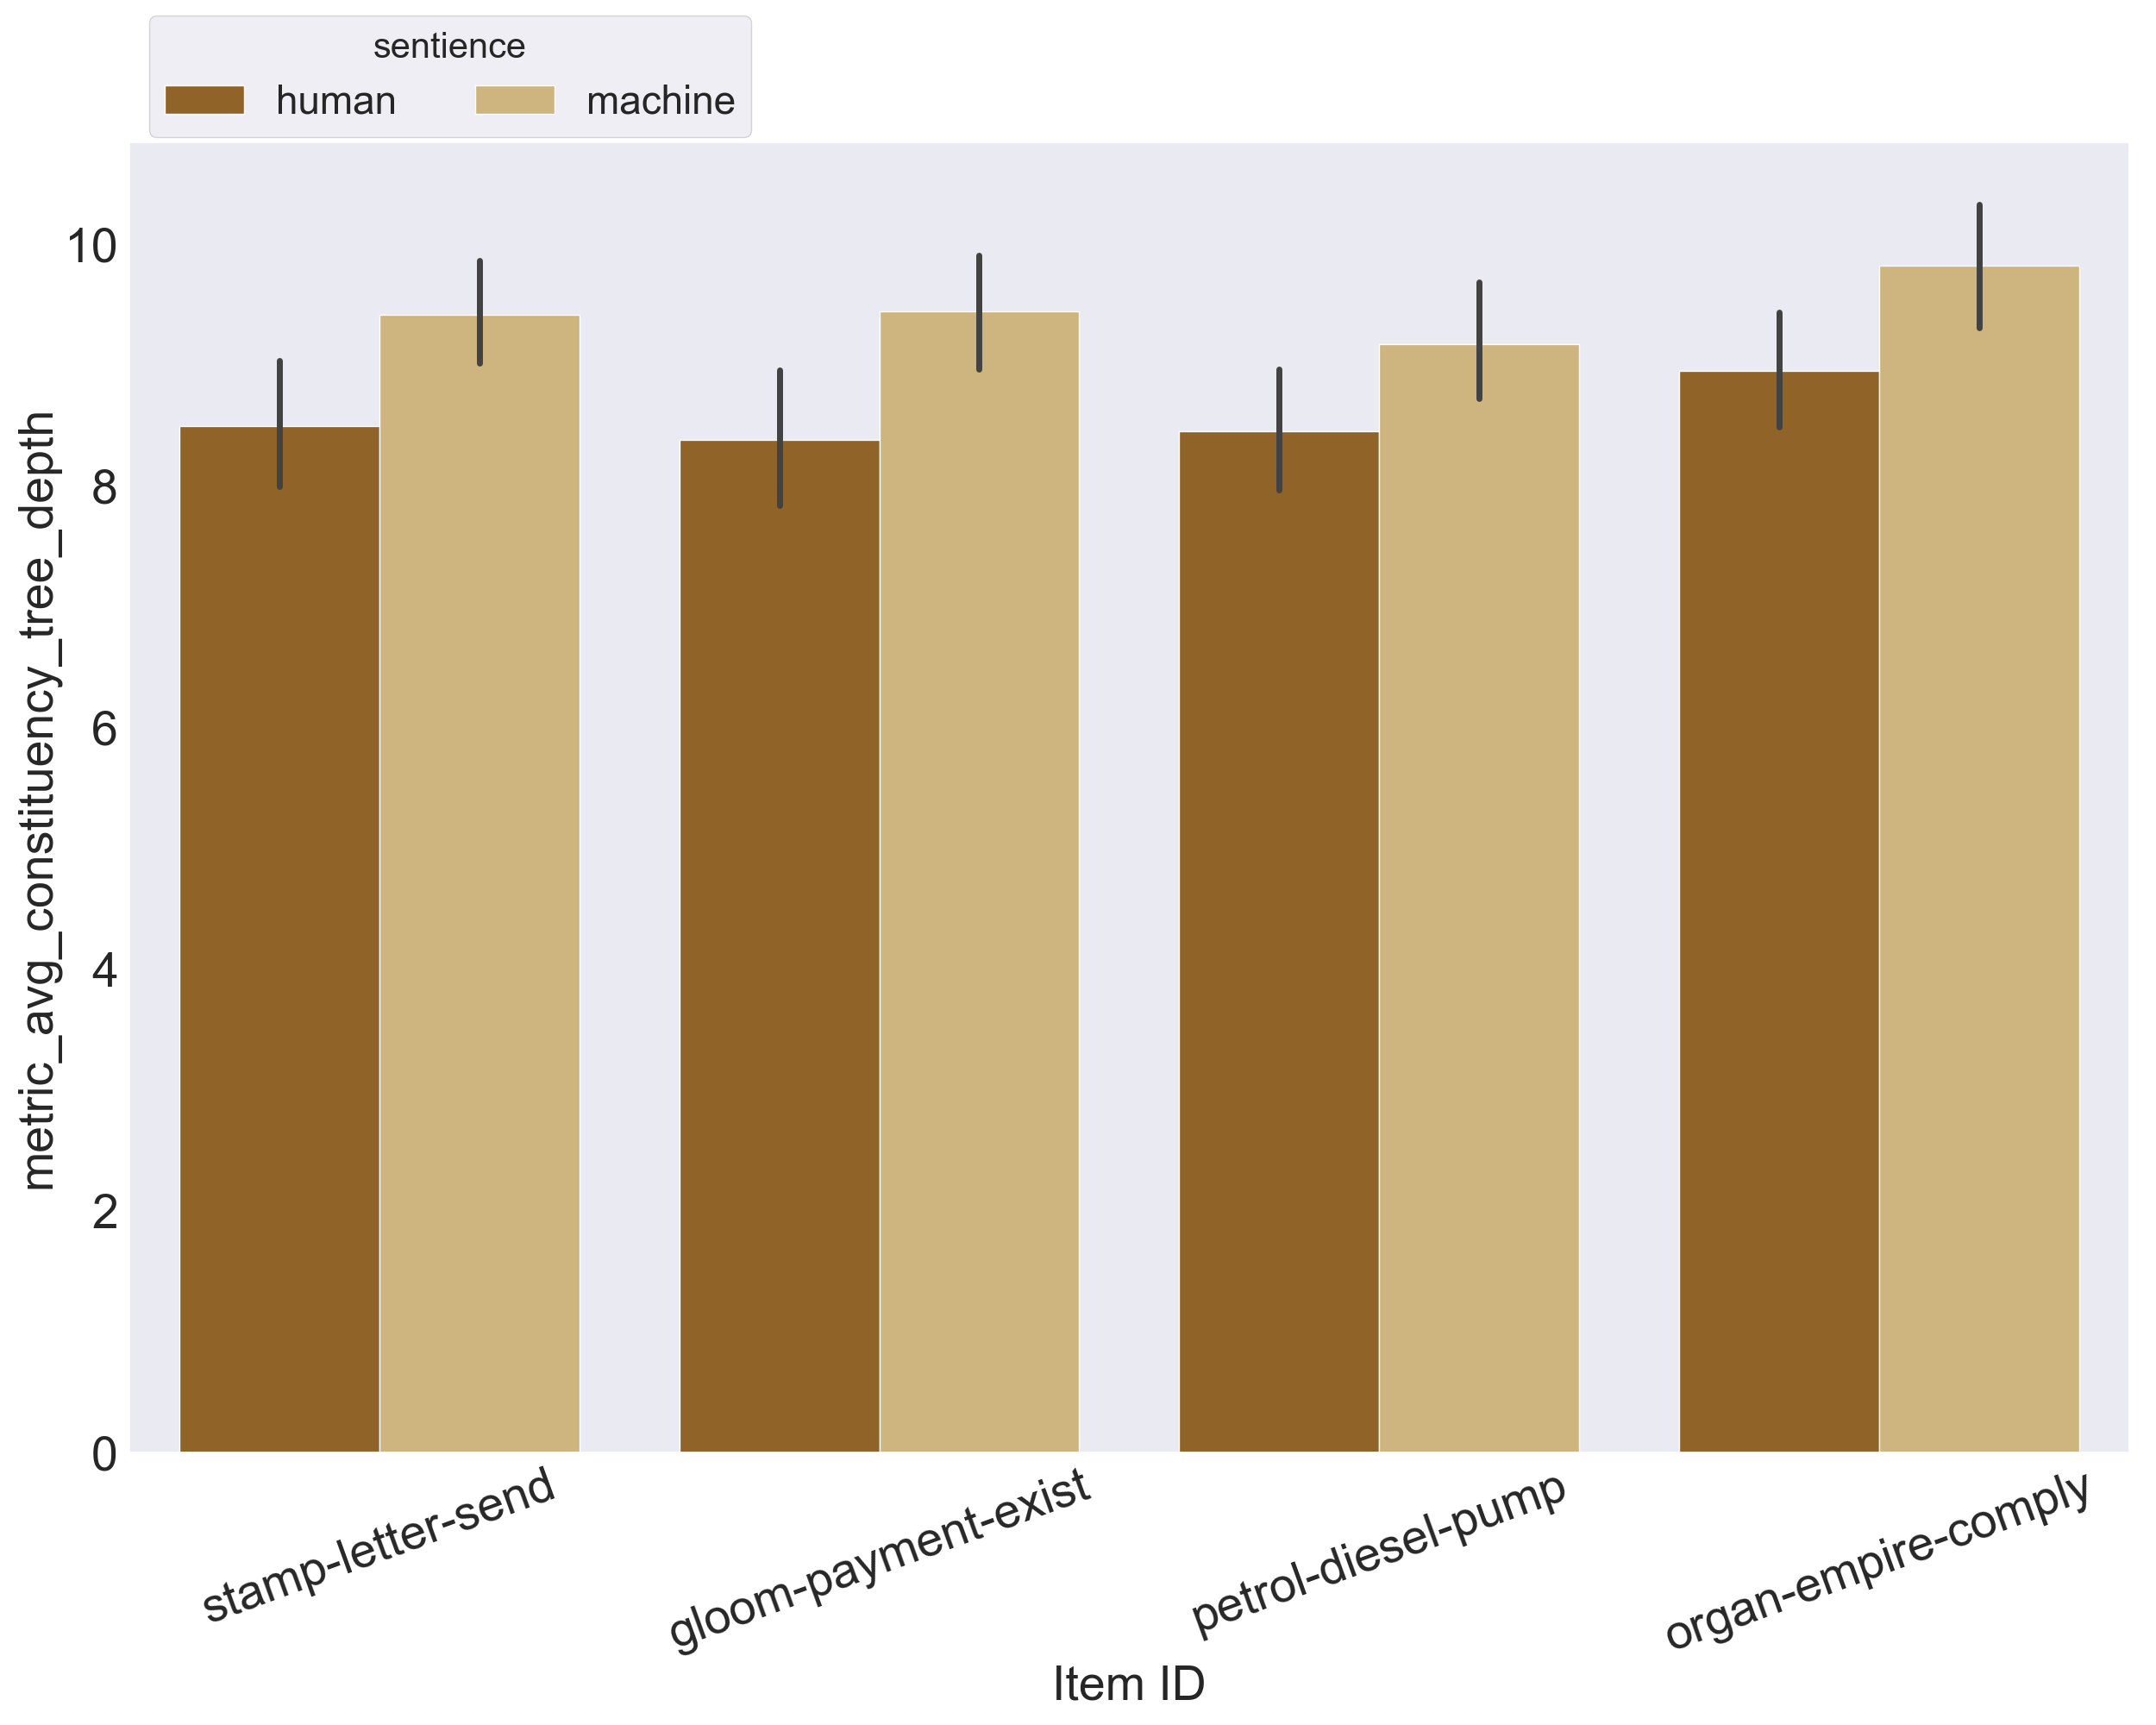 sentience
human machine
metric_avg_constituency_tree_depth
10
8
6
4
2
0
stamp-letter-send
gloom-payment-exist
petrol-diesel-pump
organ-empire-comply
Item ID